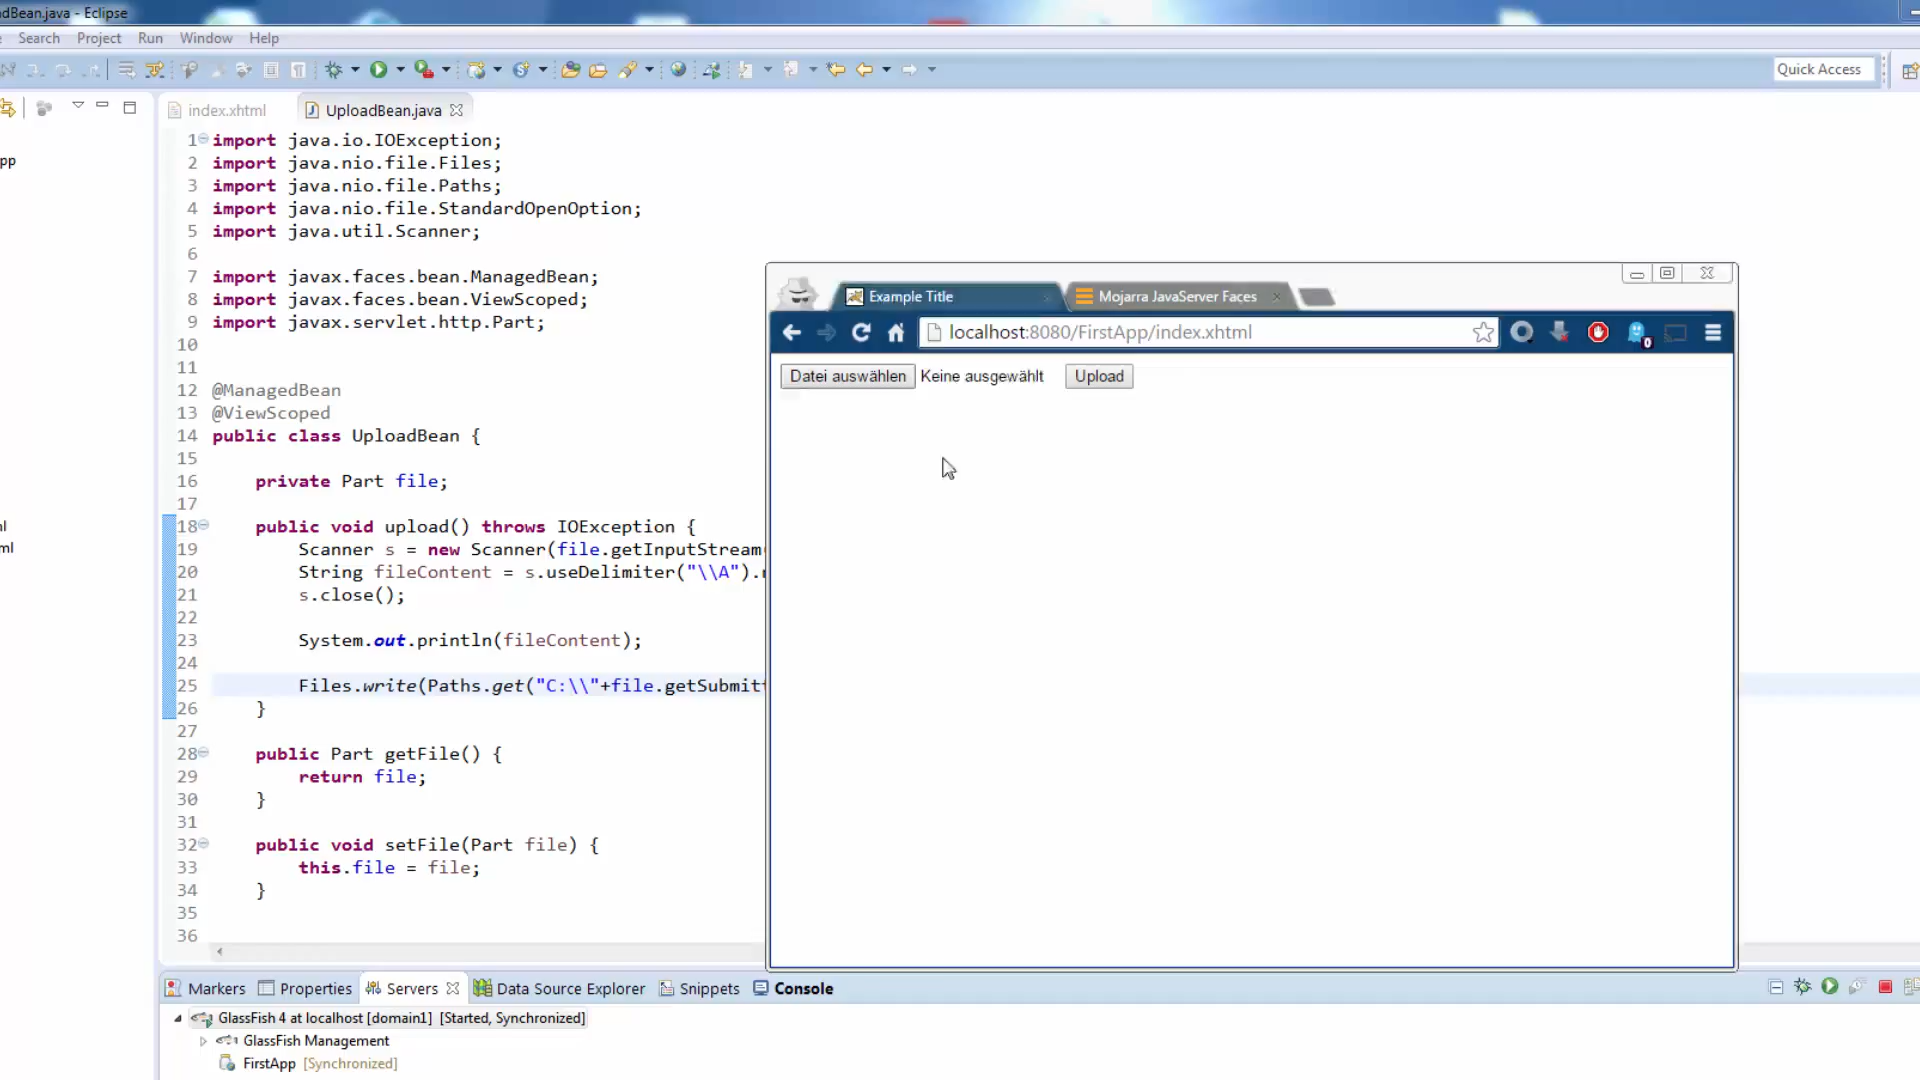 adBean.java - Eclipse
Search Project Run Window Help
Quick Access
index.xhtml UploadBean.java
pp
ml
1 import java.io.IOException;
2 import java.nio.file.Files;
3 import java.nio.file.Paths;
4 import java.nio.file.StandardOpenOption;
5 import java.util.Scanner;
6
7 import javax.faces.bean.ManagedBean;
8 import javax.faces.bean.ViewScoped;
9 import javax.servlet.http.Part;
10
11
12 @ManagedBean
13 @ViewScoped
14 public class UploadBean {
15
16 private Part file;
17
18 public void upload() throws IOException {
19 Scanner s = new Scanner(file.getInputStream
20 String fileContent = s.useDelimiter("\\A").
21 s.close();
22
23 System.out.println(fileContent);
24
25 Files.write(Paths.get("C:\\"+file.getSubmitt
26 }
27
28 public Part getFile() {
29 return file;
30 }
31
32 public void setFile(Part file) {
33 this.file = file;
34 }
35
36
Example Title Mojarra JavaServer Faces
localhost:8080/FirstApp/index.xhtml
0
Datei auswählen Keine ausgewählt Upload
Markers Properties Servers Data Source Explorer Snippets Console
GlassFish 4 at localhost [domain1] [Started, Synchronized]
GlassFish Management
FirstApp [Synchronized]